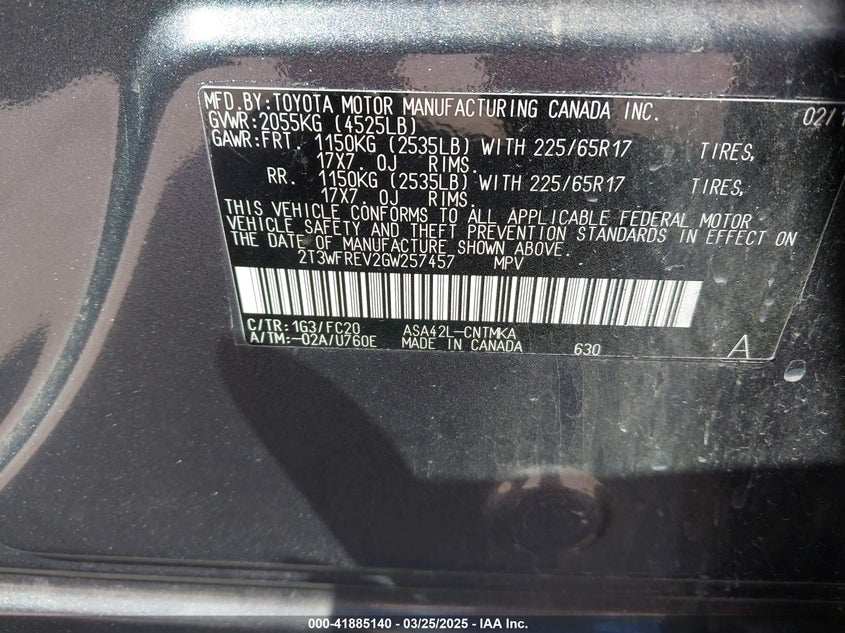 MFD.BY:TOYOTA MOTOR MANUFACTURING CANADA INC. 02/1
GVWR:2055KG (4525LB)
GAWR:FRT. 1150KG (2535LB) WITH 225/65R17 TIRES,
17X7. 0J RIMS.
RR. 1150KG (2535LB) WITH 225/65R17 TIRES,
17X7. 0J RIMS.
THIS VEHICLE CONFORMS TO ALL APPLICABLE FEDERAL MOTOR
VEHICLE SAFETY AND THEFT PREVENTION STANDARDS IN EFFECT ON
THE DATE OF MANUFACTURE SHOWN ABOVE.
2T3WFREV2GW257457 MPV
C/TR:1G3/FC20 ASA42L-CNTMKA
A/TM:-02A/U760E MADE IN CANADA 630 A
000-41885140 - 03/25/2025 - IAA Inc.